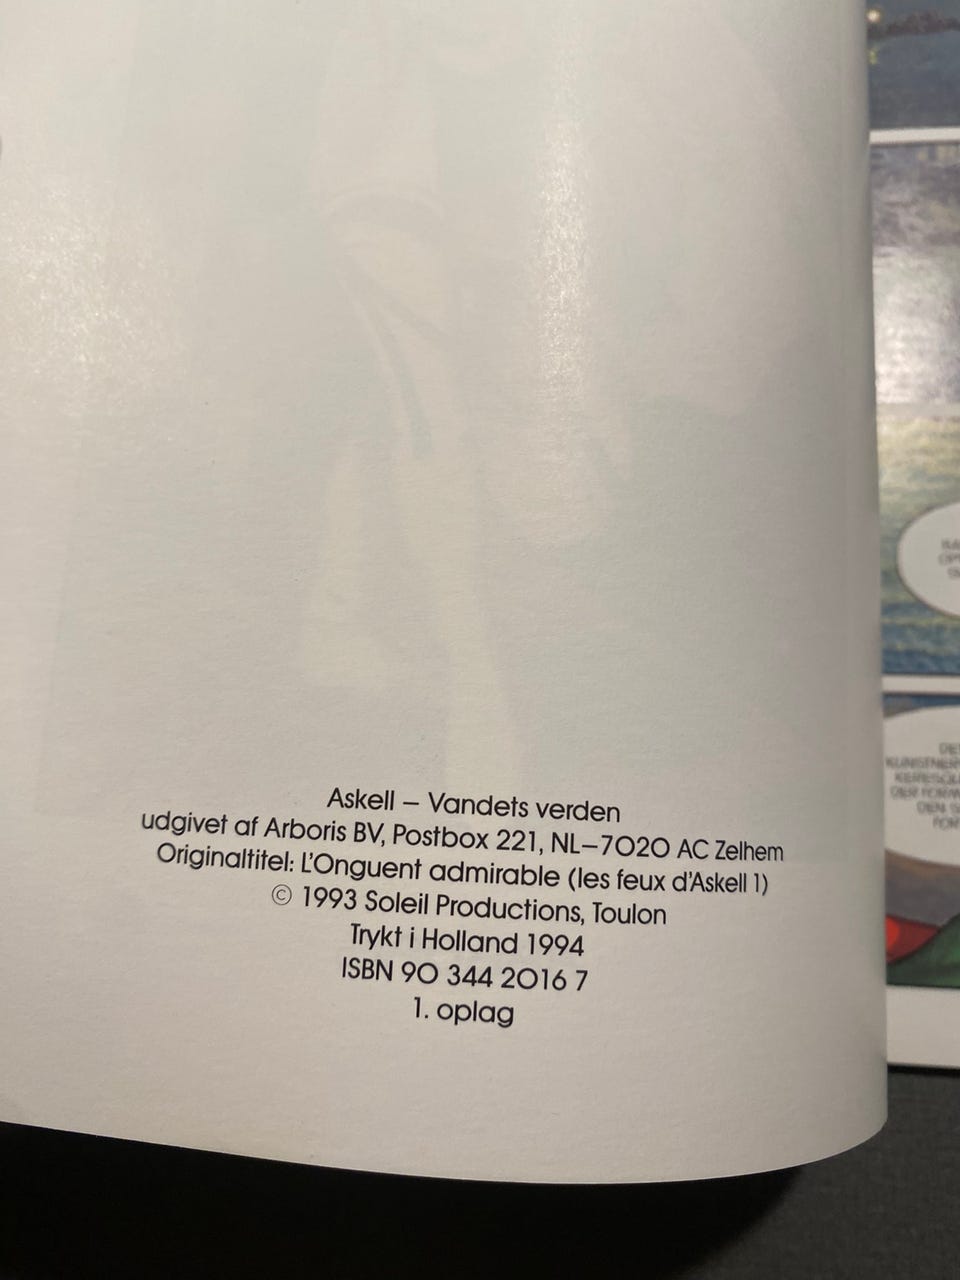 Askell – Vandets verden
udgivet af Arboris BV, Postbox 221, NL–7020 AC Zelhem
Originaltitel: L'Onguent admirable (les feux d'Askell 1)
© 1993 Soleil Productions, Toulon
Trykt i Holland 1994
ISBN 90 344 2016 7
1. oplag